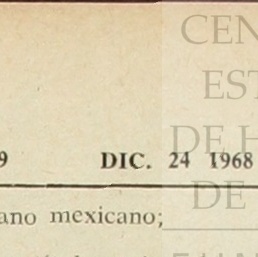 CEN
EST
9 DIC. 24 1968
DE H
DE
ano mexicano;